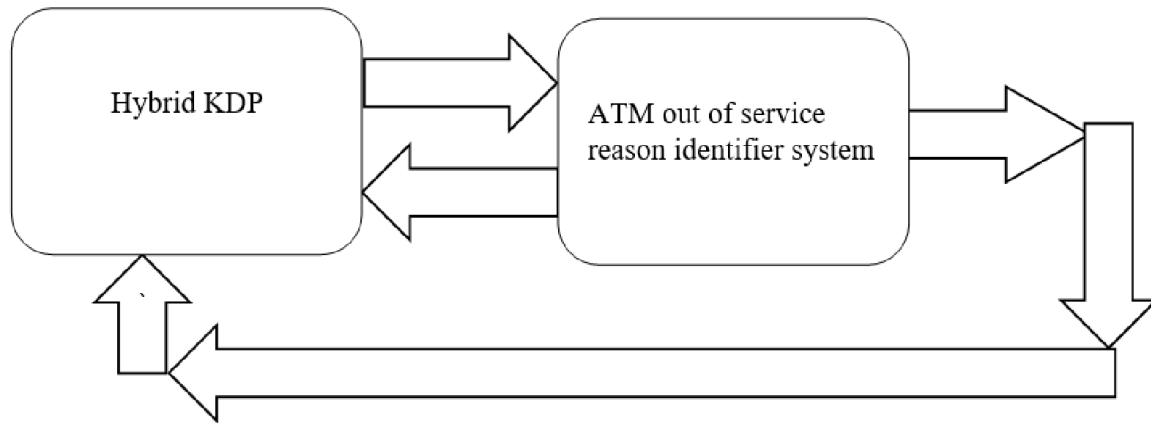 Hybrid KDP
ATM out of service
reason identifier system
`